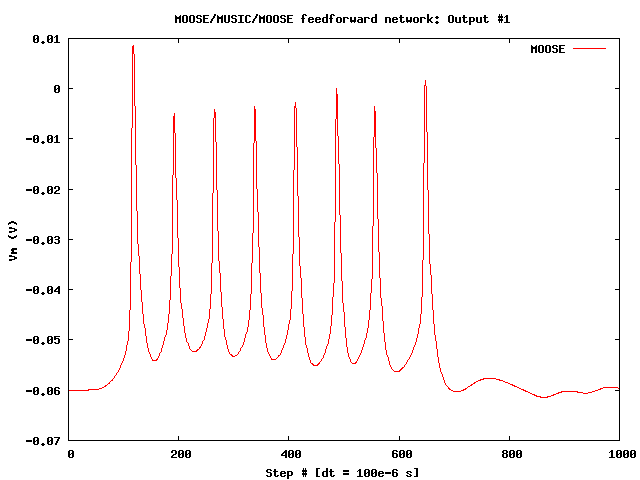 MOOSE/MUSIC/MOOSE feedforward network: Output #1
MOOSE
0.01
0
-0.01
-0.02
-0.03
-0.04
-0.05
-0.06
-0.07
Vm (V)
0 200 400 600 800 1000
Step # [dt = 100e-6 s]